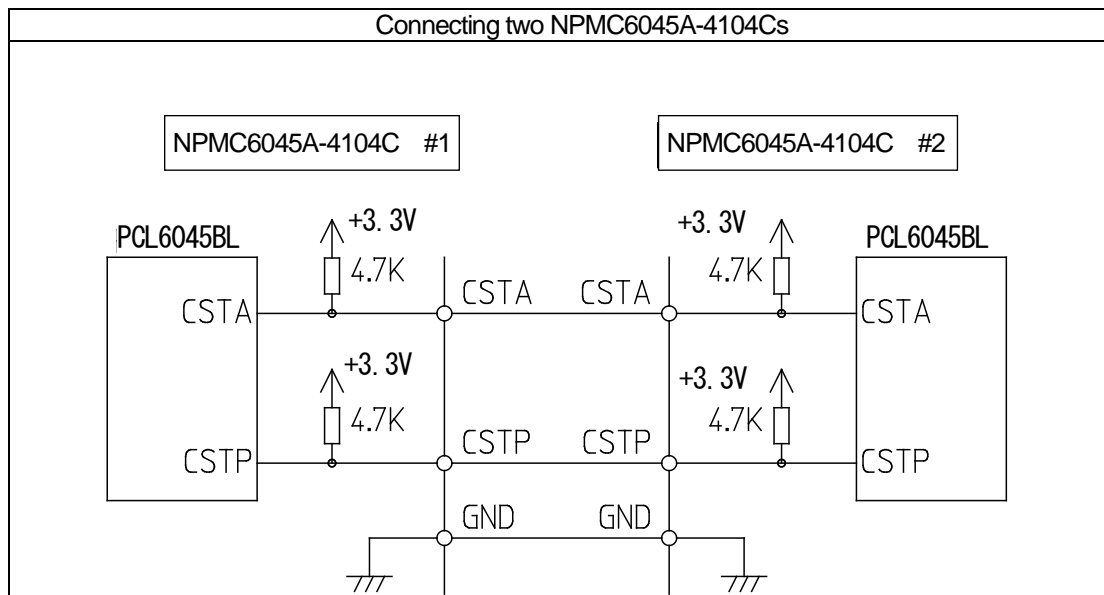 Connecting two NPMC6045A-4104Cs
NPMC6045A-4104C #1
NPMC6045A-4104C #2
PCL6045BL
+3.3V
+3.3V
PCL6045BL
4.7K
4.7K
CSTA
CSTA
CSTA
CSTA
+3.3V
+3.3V
4.7K
4.7K
CSTP
CSTP
CSTP
CSTP
GND
GND